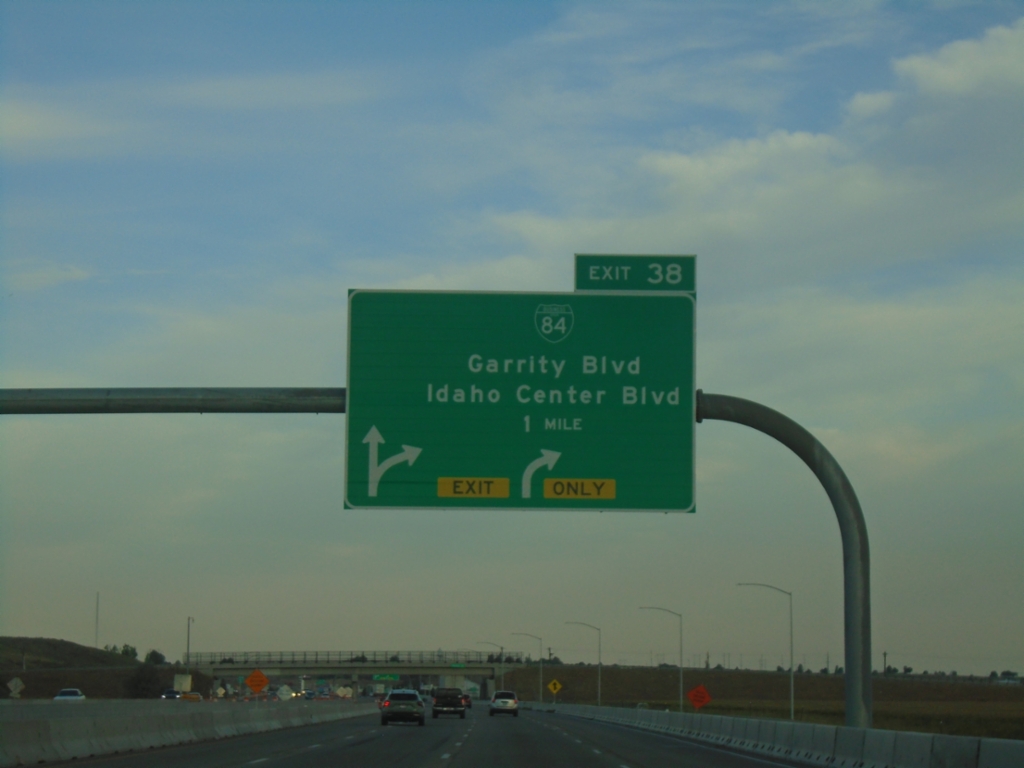 EXIT 38
84
Garrity Blvd
Idaho Center Blvd
1 MILE
EXIT ONLY